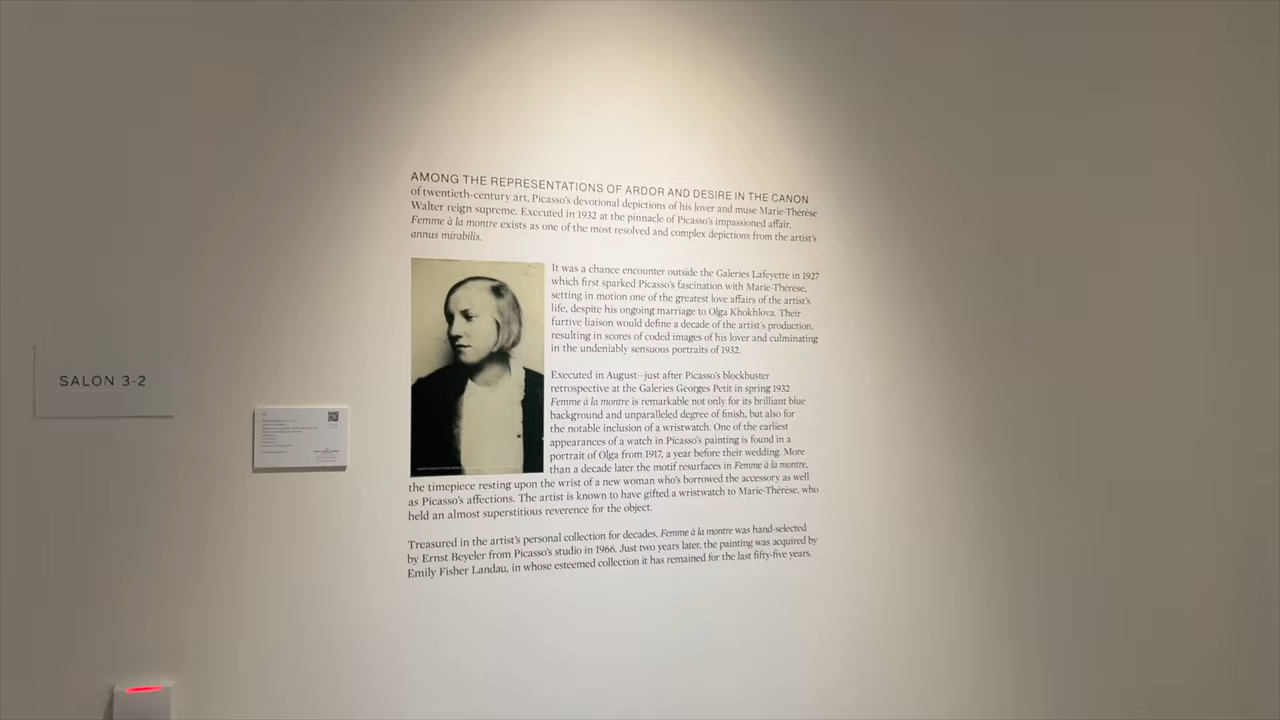 AMONG THE REPRESENTATIONS OF ARDOR AND DESIRE IN THE CANON
of twentieth-century art, Picasso's devotional depictions of his lover and muse Marie-Thérèse
Walter reign supreme. Executed in 1932 at the pinnacle of Picasso's impassioned affair,
Femme à la montre exists as one of the most resolved and complex depictions from the artist's
annus mirabilis.
It was a chance encounter outside the Galeries Lafeyette in 1927
which first sparked Picasso's fascination with Marie-Thérèse,
setting in motion one of the greatest love affairs of the artist's
life, despite his ongoing marriage to Olga Khokhlova. Their
furtive liaison would define a decade of the artist's production,
resulting in scores of coded images of his lover and culminating
in the undeniably sensuous portraits of 1932.
Executed in August—just after Picasso's blockbuster
retrospective at the Galeries Georges Petit in spring 1932
Femme à la montre is remarkable not only for its brilliant blue
background and unparalleled degree of finish, but also for
the notable inclusion of a wristwatch. One of the earliest
appearances of a watch in Picasso's painting is found in a
portrait of Olga from 1917, a year before their wedding. More
than a decade later the motif resurfaces in Femme à la montre,
the timepiece resting upon the wrist of a new woman who's borrowed the accessory as well
as Picasso's affections. The artist is known to have gifted a wristwatch to Marie-Thérèse, who
held an almost superstitious reverence for the object.
Treasured in the artist's personal collection for decades, Femme à la montre was hand-selected
by Ernst Beyeler from Picasso's studio in 1966. Just two years later, the painting was acquired by
Emily Fisher Landau, in whose esteemed collection it has remained for the last fifty-five years.
SALON 3-2